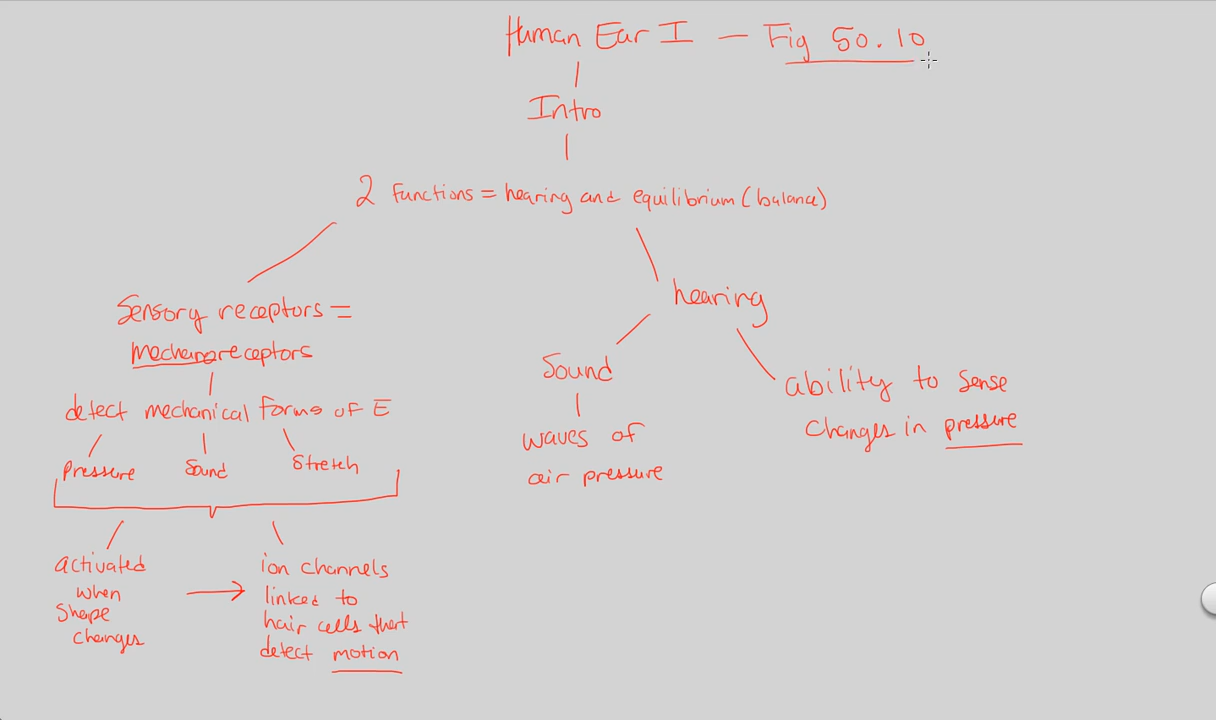 Human Ear I — Fig 50.10
Intro
2 functions = hearing and equilibrium (balance)
Sensory receptors =
mechanoreceptors
detect mechanical forms of E
pressure
sound
stretch
activated
when
shape
changes
→
ion channels
linked to
hair cells that
detect motion
hearing
Sound
waves of
air pressure
ability to sense
changes in pressure